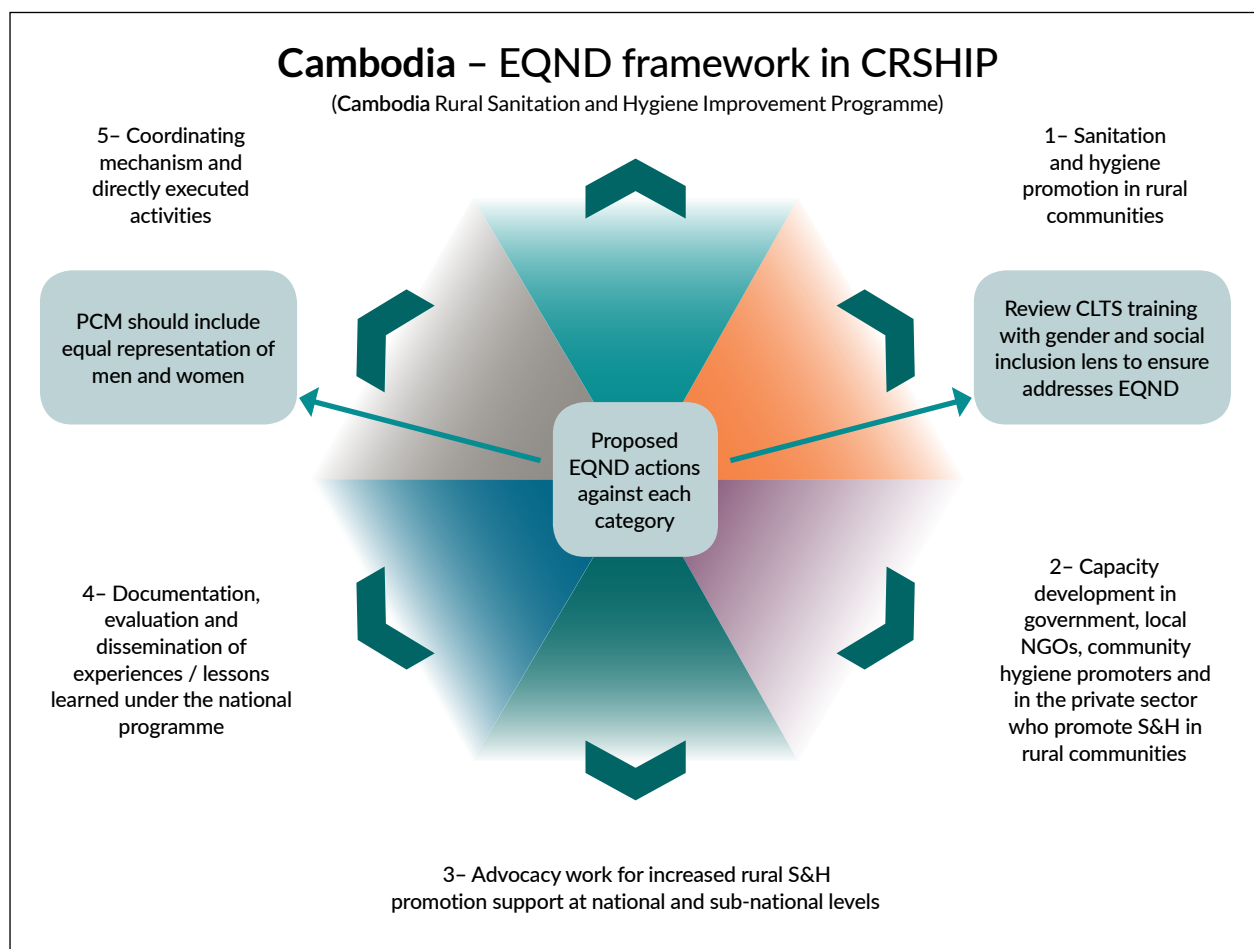 Cambodia – EQND framework in CRSHIP
(Cambodia Rural Sanitation and Hygiene Improvement Programme)
5– Coordinating
mechanism and
directly executed
activities
1– Sanitation
and hygiene
promotion in rural
communities
PCM should include
equal representation of
men and women
Review CLTS training
with gender and social
inclusion lens to ensure
addresses EQND
Proposed
EQND actions
against each
category
4– Documentation,
evaluation and
dissemination of
experiences / lessons
learned under the national
programme
2– Capacity
development in
government, local
NGOs, community
hygiene promoters and
in the private sector
who promote S&H in
rural communities
3– Advocacy work for increased rural S&H
promotion support at national and sub-national levels